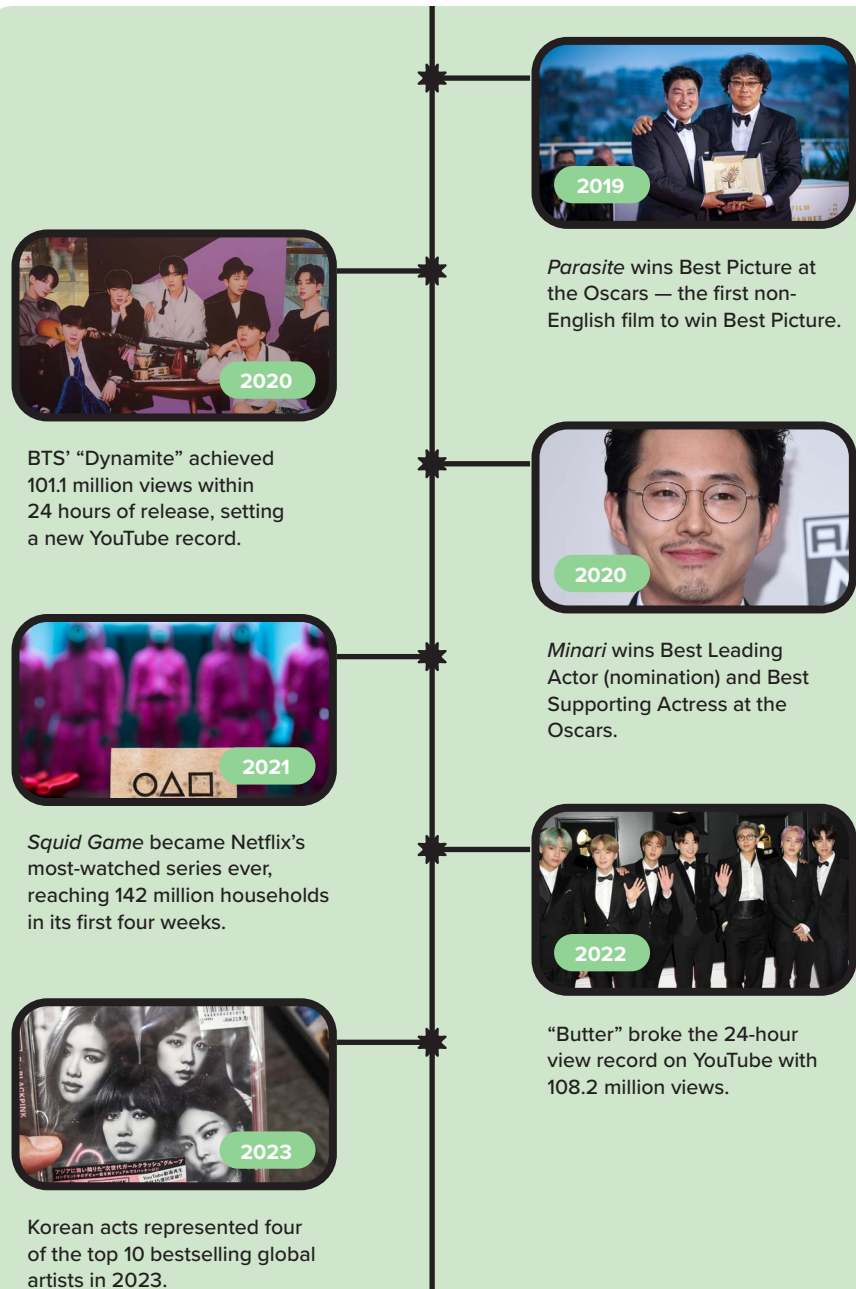 2019
Parasite wins Best Picture at
the Oscars — the first non-
English film to win Best Picture.
2020
BTS’ “Dynamite” achieved
101.1 million views within
24 hours of release, setting
a new YouTube record.
2020
Minari wins Best Leading
Actor (nomination) and Best
Supporting Actress at the
Oscars.
2021
Squid Game became Netflix’s
most-watched series ever,
reaching 142 million households
in its first four weeks.
2022
“Butter” broke the 24-hour
view record on YouTube with
108.2 million views.
2023
Korean acts represented four
of the top 10 bestselling global
artists in 2023.